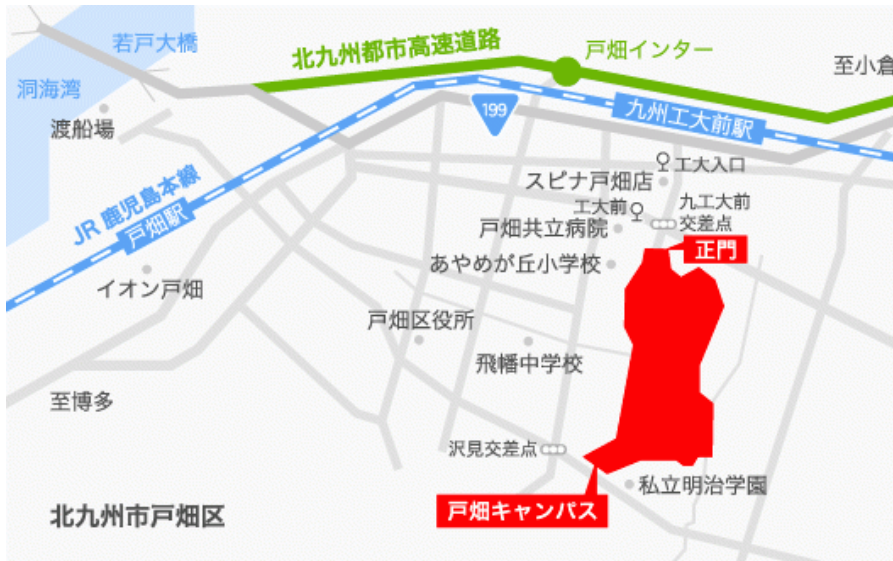 若戸大橋
北九州都市高速道路
戸畑インター
至小倉
洞海湾
渡船場
199
九州工大前駅
工大入口
スピナ戸畑店
JR 鹿児島本線
戸畑駅
工大前
九工大前
交差点
戸畑共立病院
正門
あやめが丘小学校
イオン戸畑
戸畑区役所
飛幡中学校
至博多
沢見交差点
私立明治学園
戸畑キャンパス
北九州市戸畑区